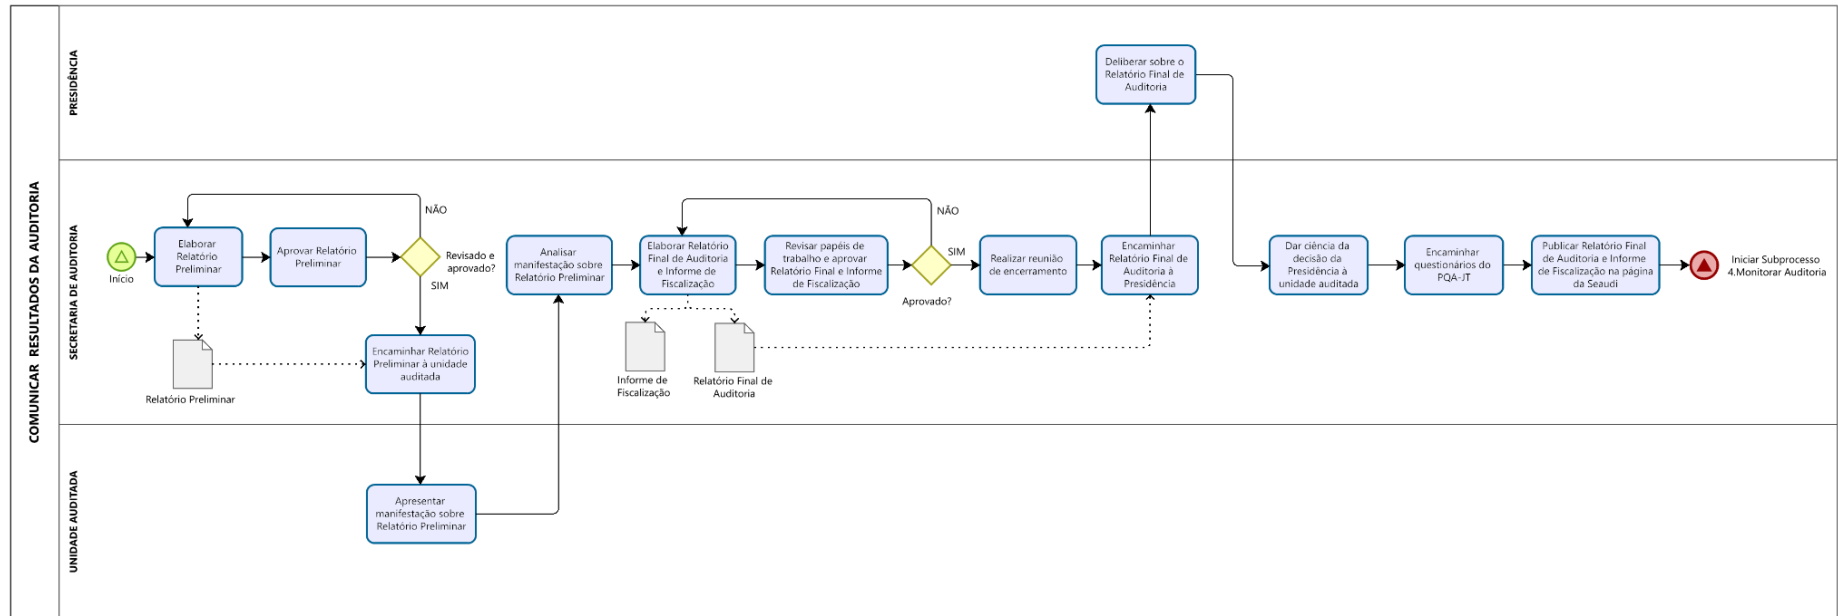 COMUNICAR RESULTADOS DA AUDITORIA
PRESIDÊNCIA
Deliberar sobre o
Relatório Final de
Auditoria
SECRETARIA DE AUDITORIA
Início
Elaborar
Relatório
Preliminar
Aprovar Relatório
Preliminar
NÃO
Revisado e
aprovado?
SIM
Relatório Preliminar
Encaminhar Relatório
Preliminar à unidade
auditada
Analisar
manifestação sobre
Relatório Preliminar
Elaborar Relatório
Final de Auditoria
e Informe de
Fiscalização
Informe de
Fiscalização
Relatório Final de
Auditoria
Revisar papéis de
trabalho e aprovar
Relatório Final e Informe
de Fiscalização
NÃO
SIM
Aprovado?
Realizar reunião
de encerramento
Encaminhar
Relatório Final de
Auditoria à
Presidência
Dar ciência da
decisão da
Presidência à
unidade auditada
Encaminhar
questionários do
PQA-JT
Publicar Relatório Final
de Auditoria e Informe
de Fiscalização na página
da Seaudi
Iniciar Subprocesso
4.Monitorar Auditoria
UNIDADE AUDITADA
Apresentar
manifestação sobre
Relatório Preliminar